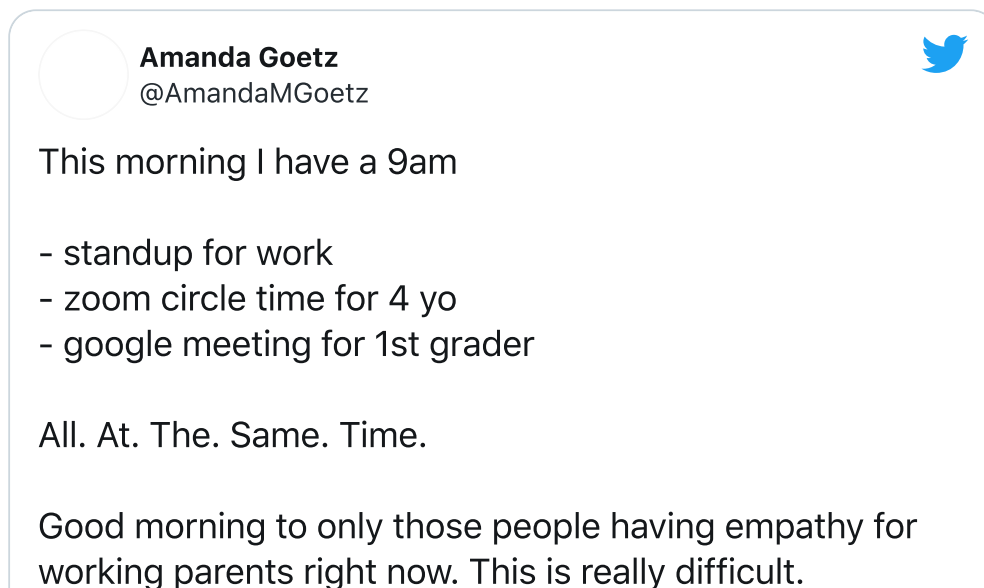 Amanda Goetz
@AmandaMGoetz
This morning I have a 9am
- standup for work
- zoom circle time for 4 yo
- google meeting for 1st grader
All. At. The. Same. Time.
Good morning to only those people having empathy for
working parents right now. This is really difficult.